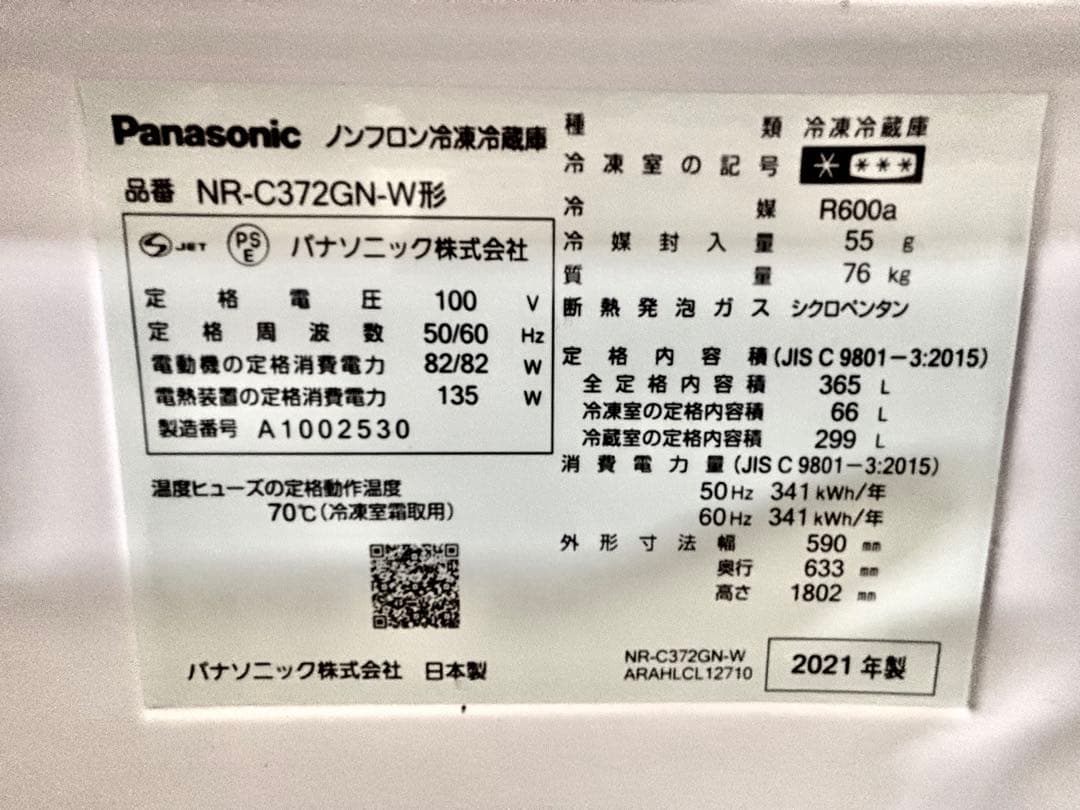 Panasonic ノンフロン冷凍冷蔵庫
品番 NR-C372GN-W形
JET PSE パナソニック株式会社
定格電圧 100 V
定格周波数 50/60 Hz
電動機の定格消費電力 82/82 W
電熱装置の定格消費電力 135 W
製造番号 A1002530
温度ヒューズの定格動作温度
70℃(冷凍室霜取用)
パナソニック株式会社 日本製
種類 冷凍冷蔵庫
冷凍室の記号 * ***
冷媒 R600a
冷媒封入量 55 g
質量 76 kg
断熱発泡ガス シクロペンタン
定格内容積(JIS C 9801-3:2015)
全定格内容積 365 L
冷凍室の定格内容積 66 L
冷蔵室の定格内容積 299 L
消費電力量(JIS C 9801-3:2015)
50Hz 341kWh/年
60Hz 341kWh/年
外形寸法幅 590 mm
奥行 633 mm
高さ 1802 mm
NR-C372GN-W
ARAHLCL12710
2021年製